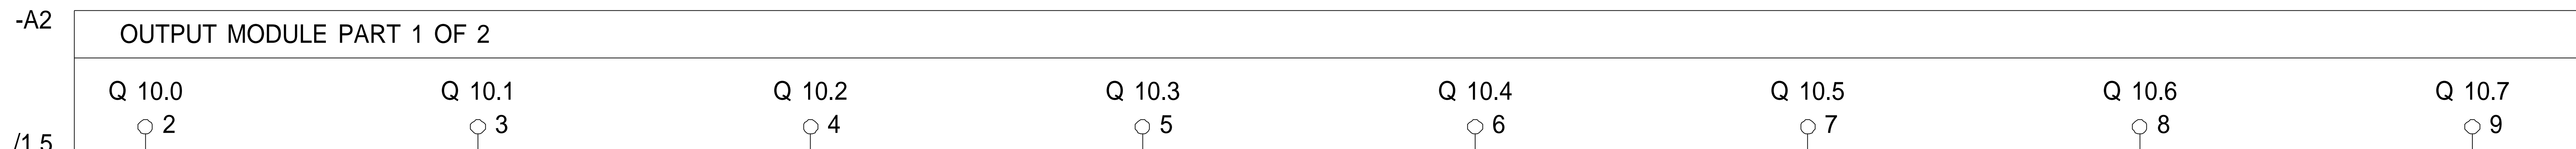 -A2
OUTPUT MODULE PART 1 OF 2
Q 10.0 Q 10.1 Q 10.2 Q 10.3 Q 10.4 Q 10.5 Q 10.6 Q 10.7
2 3 4 5 6 7 8 9
/1.5